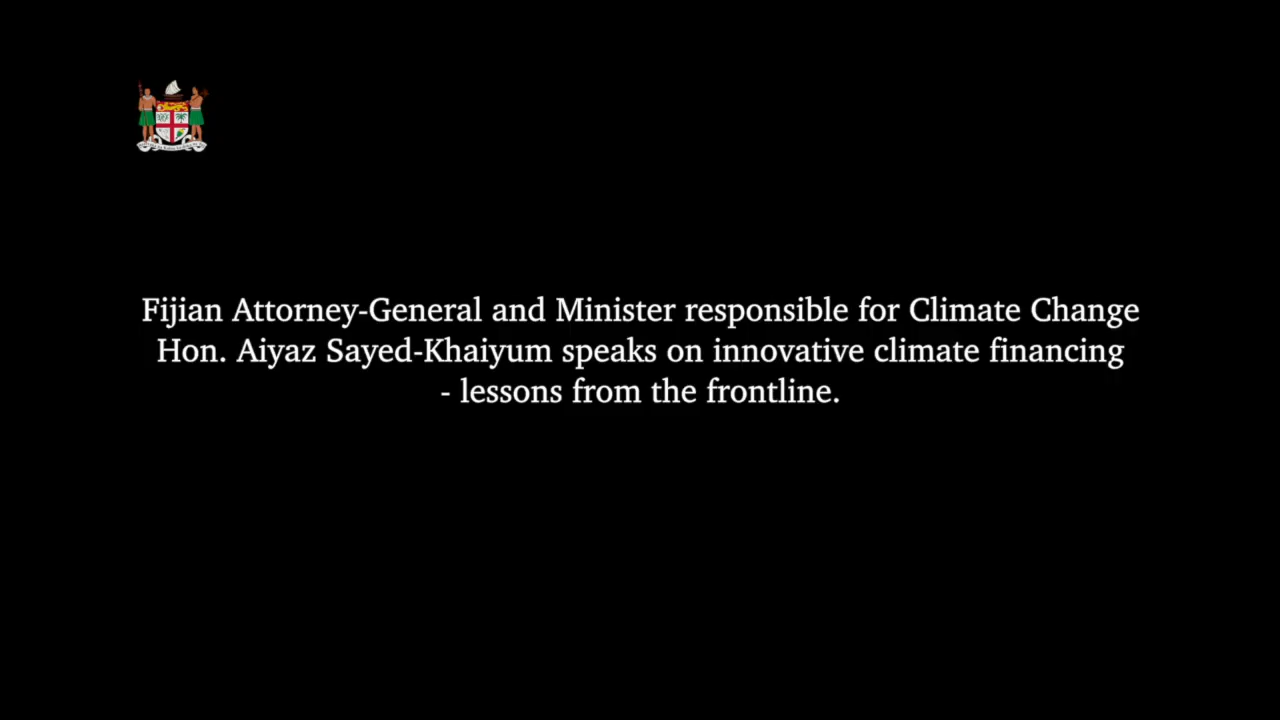 Fijian Attorney-General and Minister responsible for Climate Change
Hon. Aiyaz Sayed-Khaiyum speaks on innovative climate financing
- lessons from the frontline.